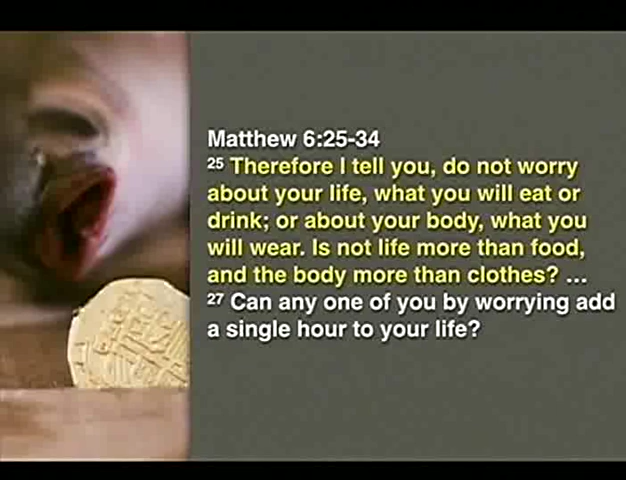 Matthew 6:25-34
25 Therefore I tell you, do not worry
about your life, what you will eat or
drink; or about your body, what you
will wear. Is not life more than food,
and the body more than clothes? ...
27 Can any one of you by worrying add
a single hour to your life?